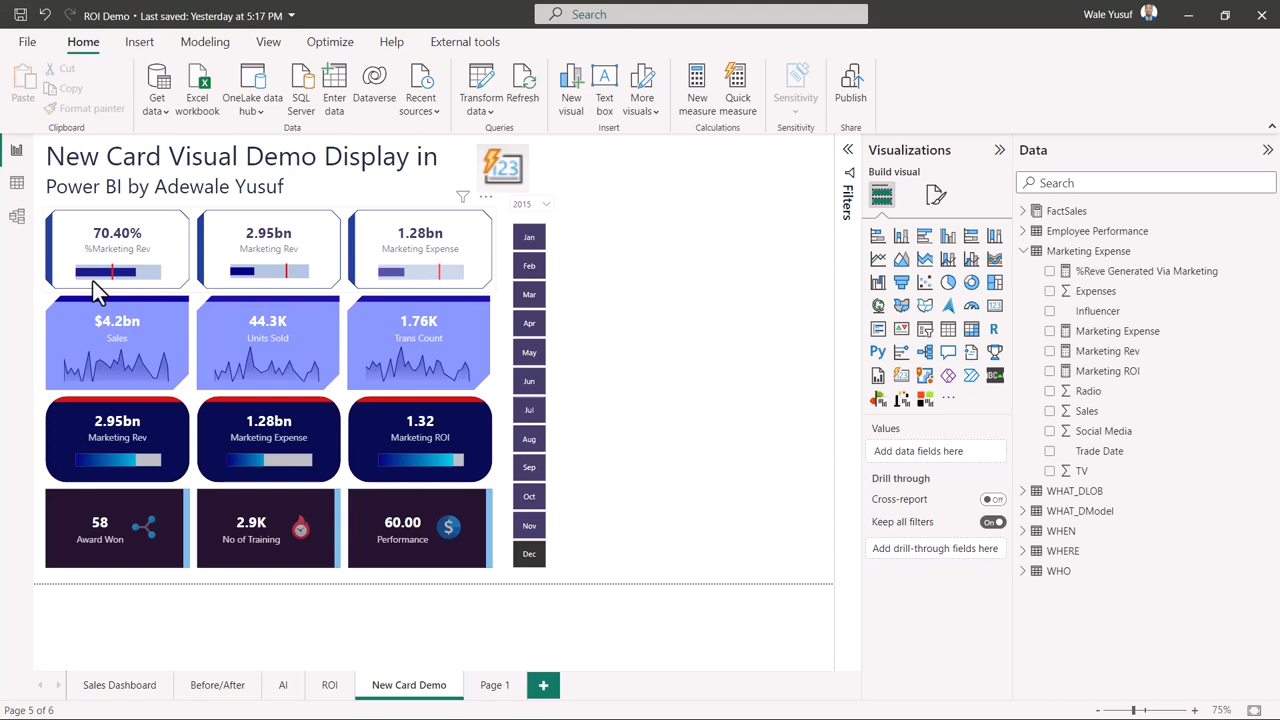 ROI Demo • Last saved: Yesterday at 5:17 PM
Search
Wale Yusuf
File
Home
Insert
Modeling
View
Optimize
Help
External tools
Paste
Cut
Copy
Format painter
Clipboard
Get data
Excel workbook
OneLake data hub
SQL Server
Enter data
Dataverse
Recent sources
Data
Transform data
Refresh
Queries
New visual
Text box
More visuals
Insert
New measure
Quick measure
Calculations
Sensitivity
Sensitivity
Publish
Share
New Card Visual Demo Display in
Power BI by Adewale Yusuf
123
2015
70.40%
%Marketing Rev
2.95bn
Marketing Rev
1.28bn
Marketing Expense
$4.2bn
Sales
44.3K
Units Sold
1.76K
Trans Count
2.95bn
Marketing Rev
1.28bn
Marketing Expense
1.32
Marketing ROI
58
Award Won
2.9K
No of Training
60.00
Performance
Jan
Feb
Mar
Apr
May
Jun
Jul
Aug
Sep
Oct
Nov
Dec
Filters
Visualizations
Build visual
123
R
Py
Values
Add data fields here
Drill through
Cross-report
Off
Keep all filters
On
Add drill-through fields here
Data
Search
FactSales
Employee Performance
Marketing Expense
%Reve Generated Via Marketing
Expenses
Influencer
Marketing Expense
Marketing Rev
Marketing ROI
Radio
Sales
Social Media
Trade Date
TV
WHAT_DLOB
WHAT_DModel
WHEN
WHERE
WHO
Sales Dashboard
Before/After
AI
ROI
New Card Demo
Page 1
Page 5 of 6
75%